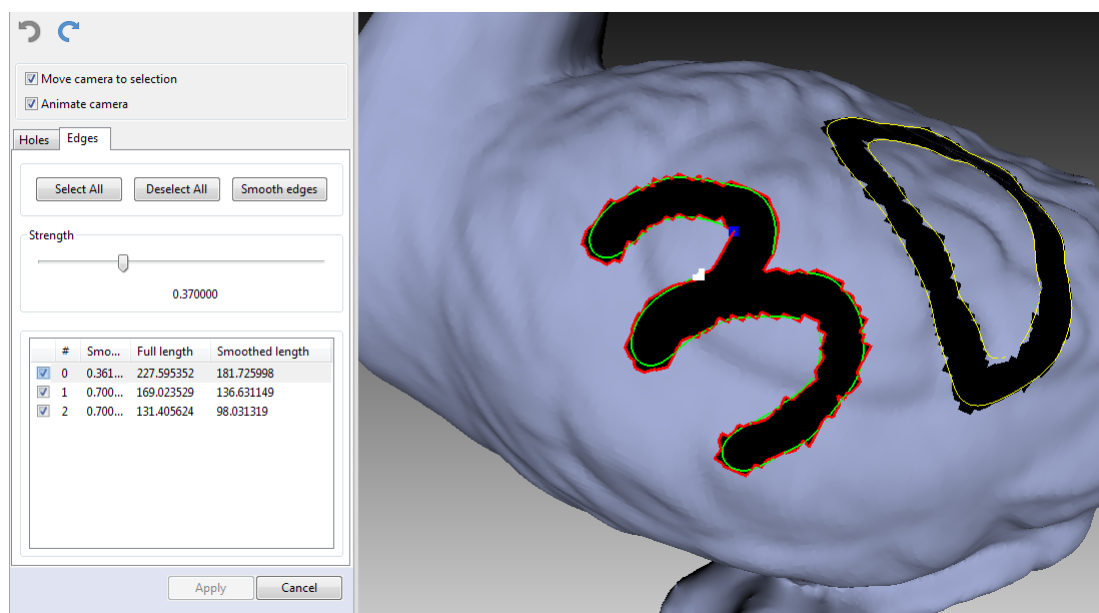 Move camera to selection
Animate camera
Holes Edges
Select All Deselect All Smooth edges
Strength
0.370000
# Smo... Full length Smoothed length
0 0.361... 227.595352 181.725998
1 0.700... 169.023529 136.631149
2 0.700... 131.405624 98.031319
Apply Cancel